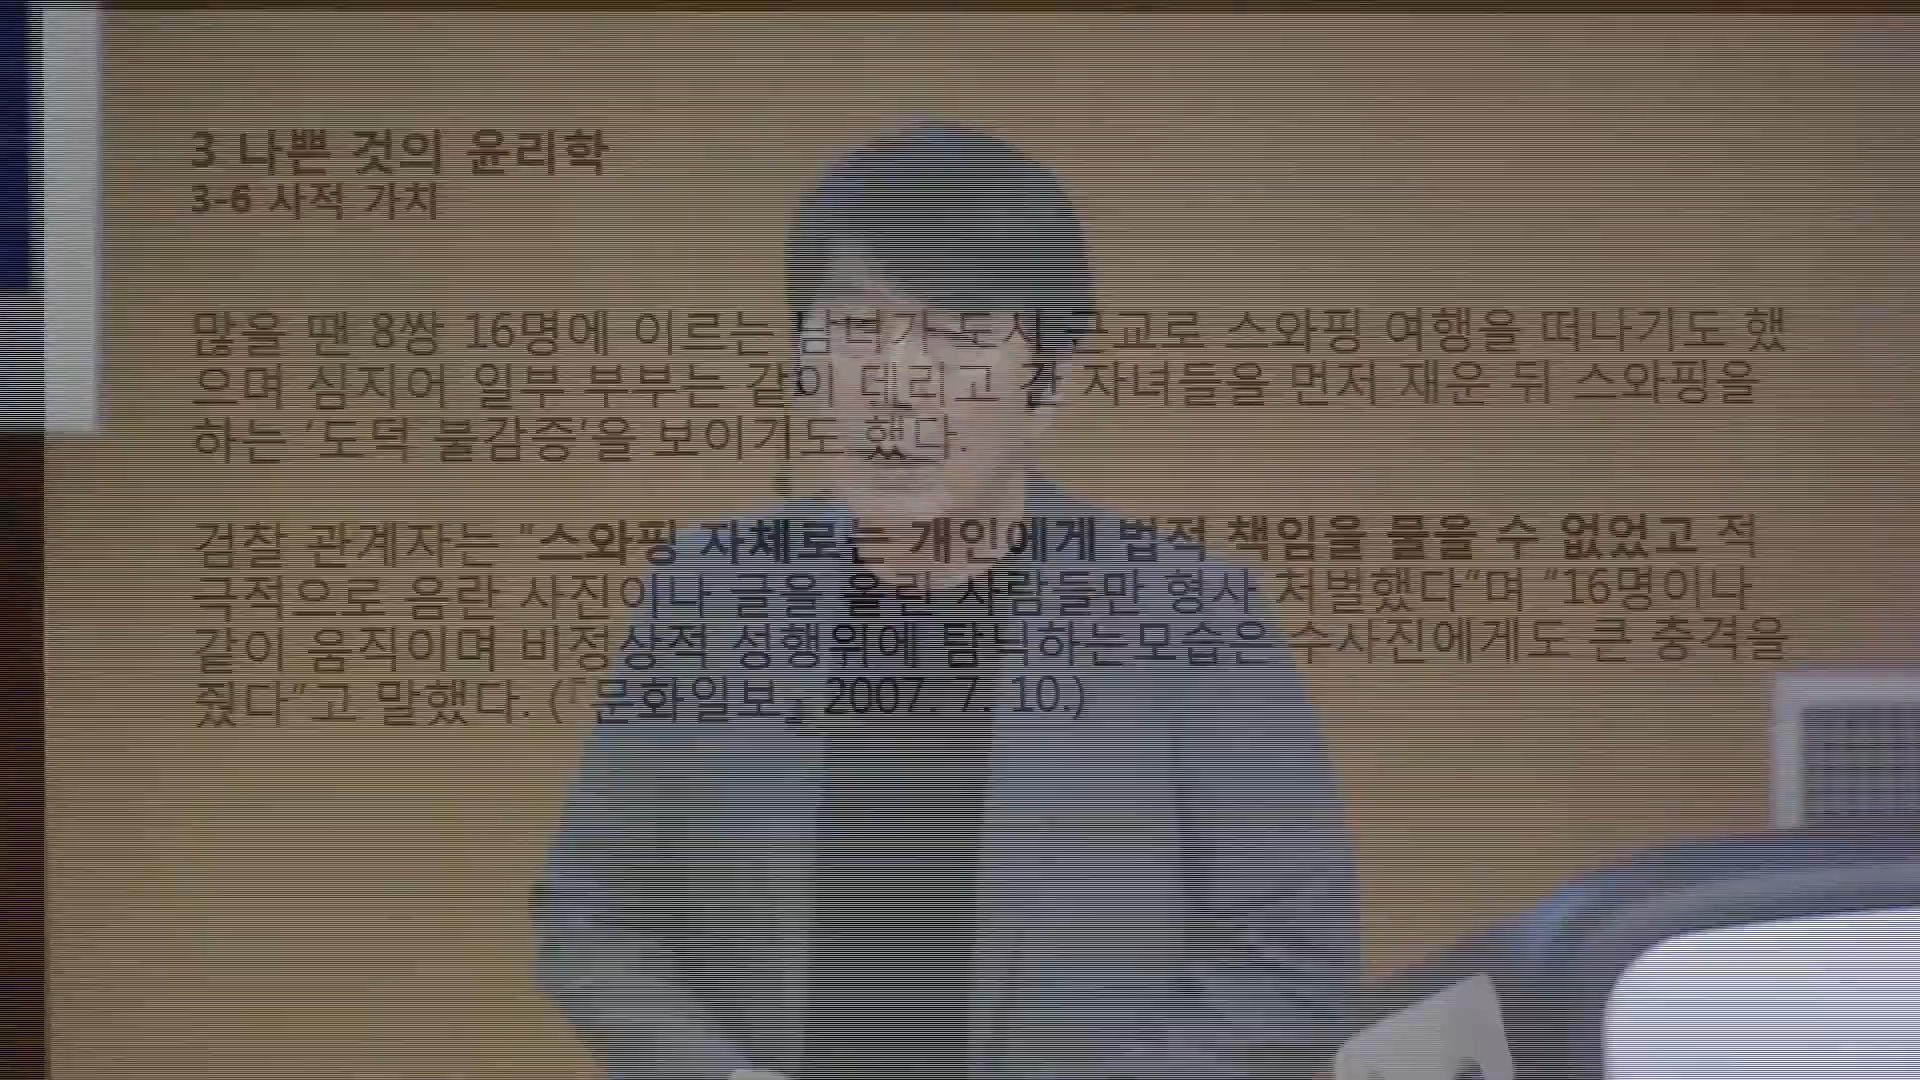 3 나쁜 것의 윤리학
3-6 사적 가치
많을 땐 8쌍 16명에 이르는 남녀가 도시 근교로 스와핑 여행을 떠나기도 했
으며 심지어 일부 부부는 같이 데리고 간 자녀들을 먼저 재운 뒤 스와핑을
하는 '도덕 불감증'을 보이기도 했다.
검찰 관계자는 "스와핑 자체로는 개인에게 법적 책임을 물을 수 없었고 적
극적으로 음란 사진이나 글을 올린 사람들만 형사 처벌했다"며 "16명이나
같이 움직이며 비정상적 성행위에 탐닉하는모습은 수사진에게도 큰 충격을
줬다"고 말했다. (『문화일보』 2007. 7. 10.)